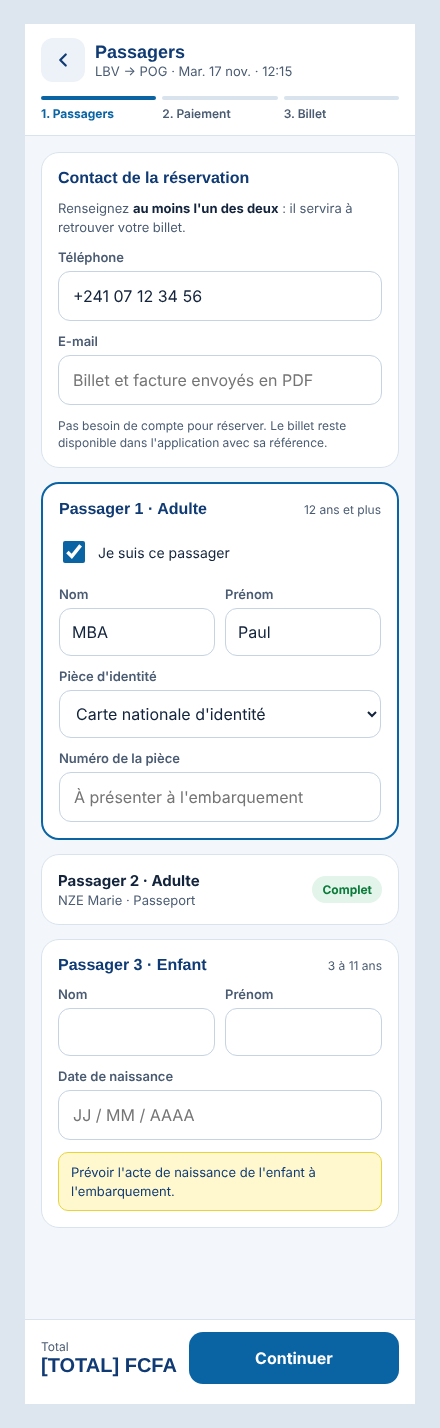 Passagers
LBV → POG · Mar. 17 nov. · 12:15
1. Passagers
2. Paiement
3. Billet
Contact de la réservation
Renseignez au moins l'un des deux : il servira à
retrouver votre billet.
Téléphone
+241 07 12 34 56
E-mail
Billet et facture envoyés en PDF
Pas besoin de compte pour réserver. Le billet reste
disponible dans l'application avec sa référence.
Passager 1 · Adulte
12 ans et plus
Je suis ce passager
Nom
Prénom
MBA
Paul
Pièce d'identité
Carte nationale d'identité
Numéro de la pièce
À présenter à l'embarquement
Passager 2 · Adulte
NZE Marie · Passeport
Complet
Passager 3 · Enfant
3 à 11 ans
Nom
Prénom
Date de naissance
JJ / MM / AAAA
Prévoir l'acte de naissance de l'enfant à
l'embarquement.
Total
[TOTAL] FCFA
Continuer